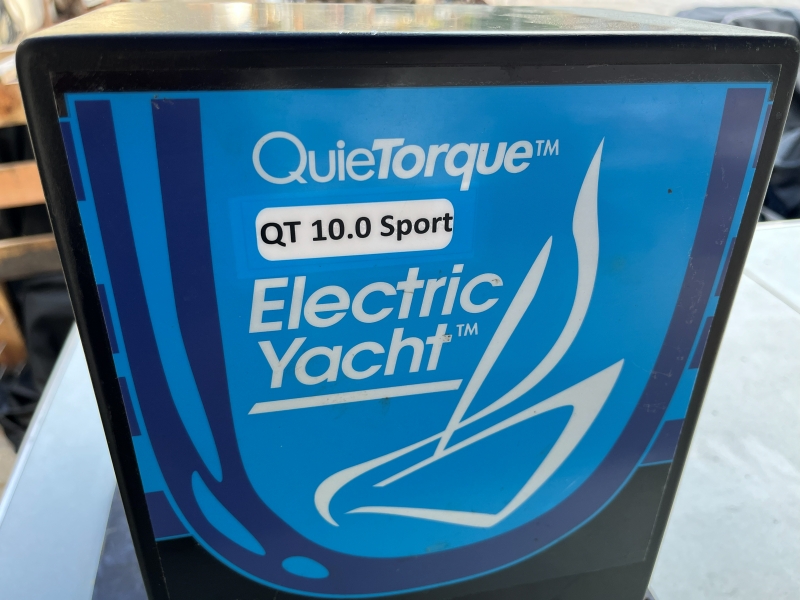 QuieTorque™
QT 10.0 Sport
Electric
Yacht™